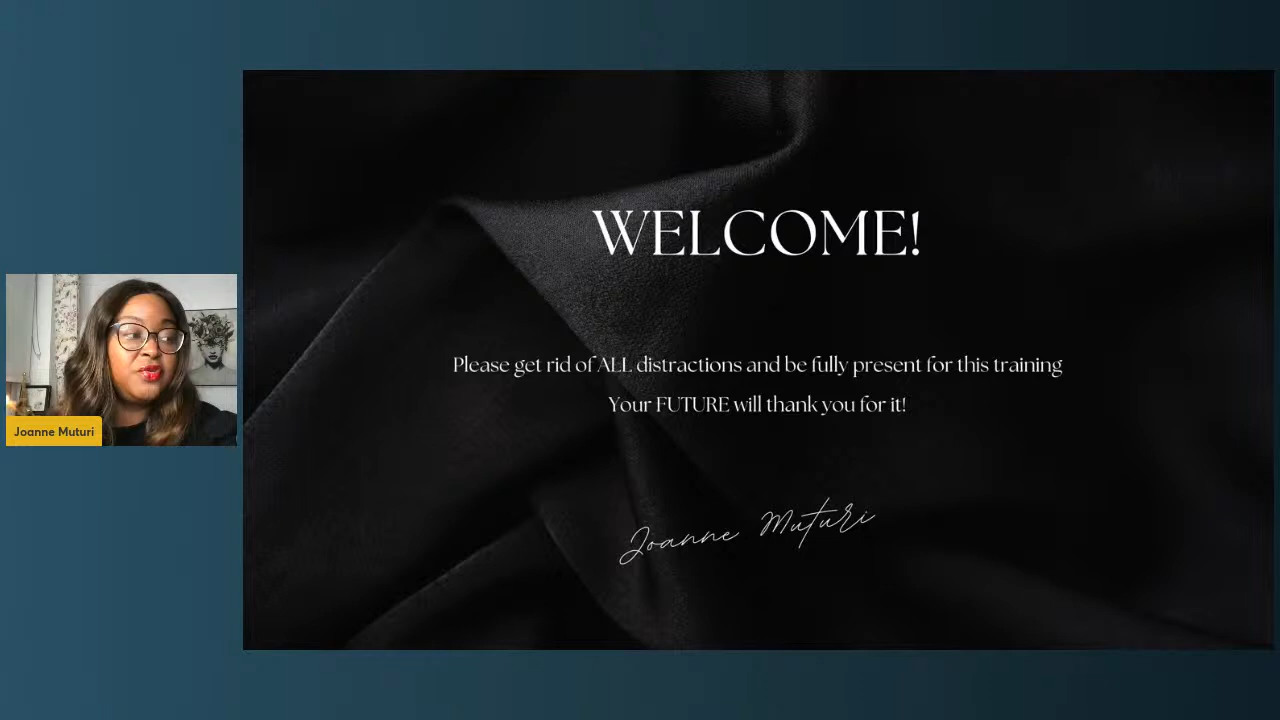 WELCOME!
Please get rid of ALL distractions and be fully present for this training
Your FUTURE will thank you for it!
Joanne Muturi
Joanne Muturi